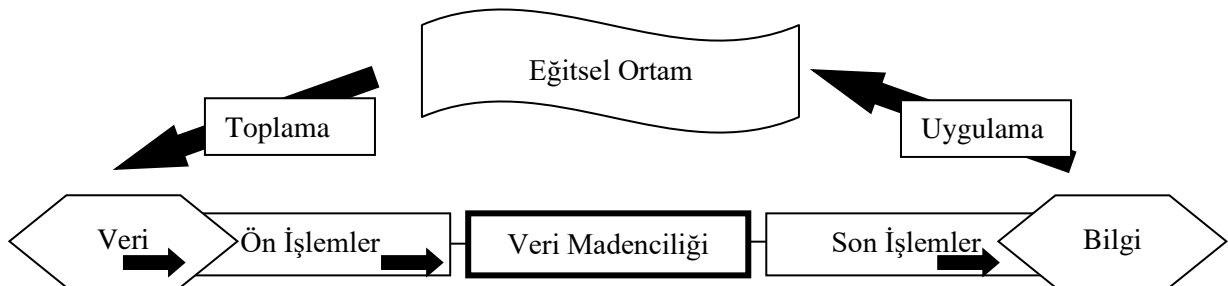 Eğitsel Ortam
Toplama
Uygulama
Veri
Ön İşlemler
Veri Madenciliği
Son İşlemler
Bilgi